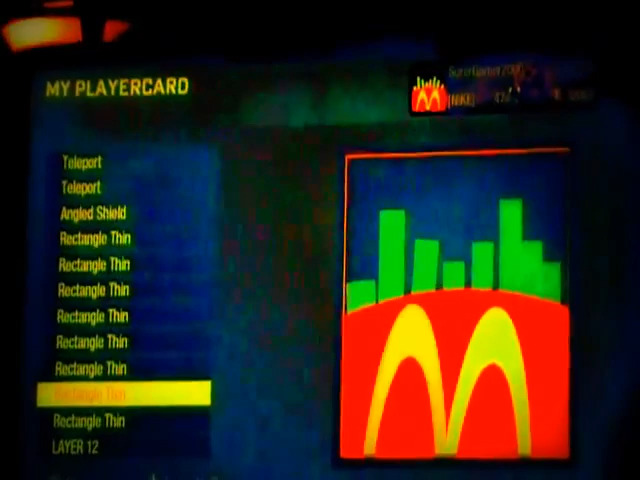 MY PLAYERCARD
[NIKE]
Teleport
Teleport
Angled Shield
Rectangle Thin
Rectangle Thin
Rectangle Thin
Rectangle Thin
Rectangle Thin
Rectangle Thin
Rectangle Thin
Rectangle Thin
LAYER 12